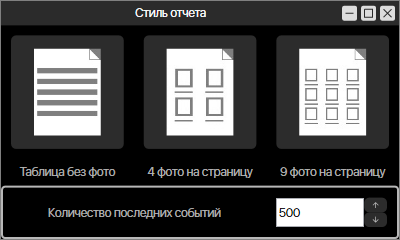 Стиль отчета
Таблица без фото
4 фото на страницу
9 фото на страницу
Количество последних событий
500